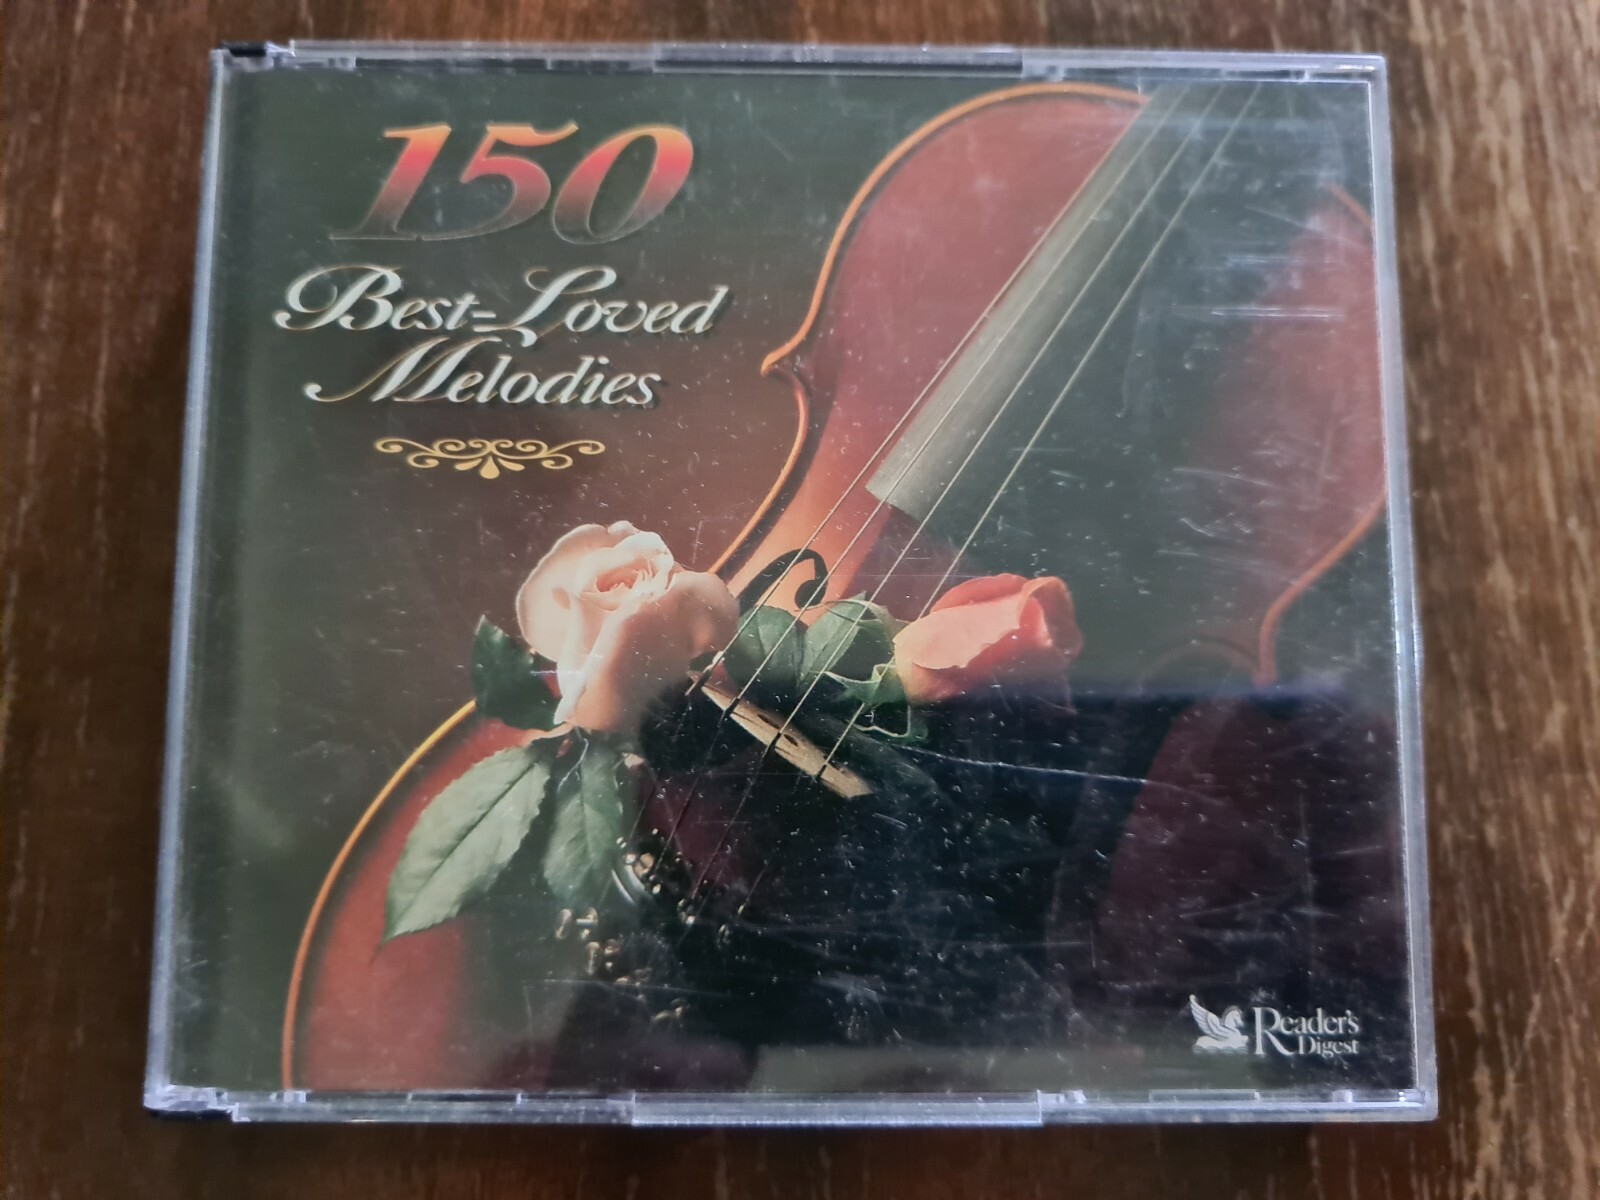 150
Best-Loved
Melodies
Reader's
Digest